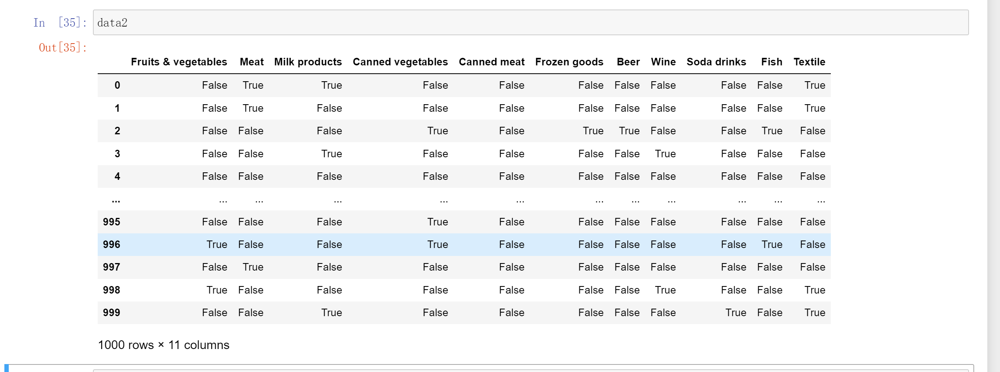 In [35]: data2
Out[35]:
Fruits & vegetables Meat Milk products Canned vegetables Canned meat Frozen goods Beer Wine Soda drinks Fish Textile
0 False True True False False False False False False False True
1 False True False False False False False False False False True
2 False False False True False True True False False True False
3 False False True False False False False True False False False
4 False False False False False False False False False False False
... ... ... ... ... ... ... ... ... ... ... ...
995 False False False True False False False False False False False
996 True False False True False False False False False True False
997 False True False False False False False False False False False
998 True False False False False False False True False False True
999 False False True False False False False False True False True
1000 rows × 11 columns